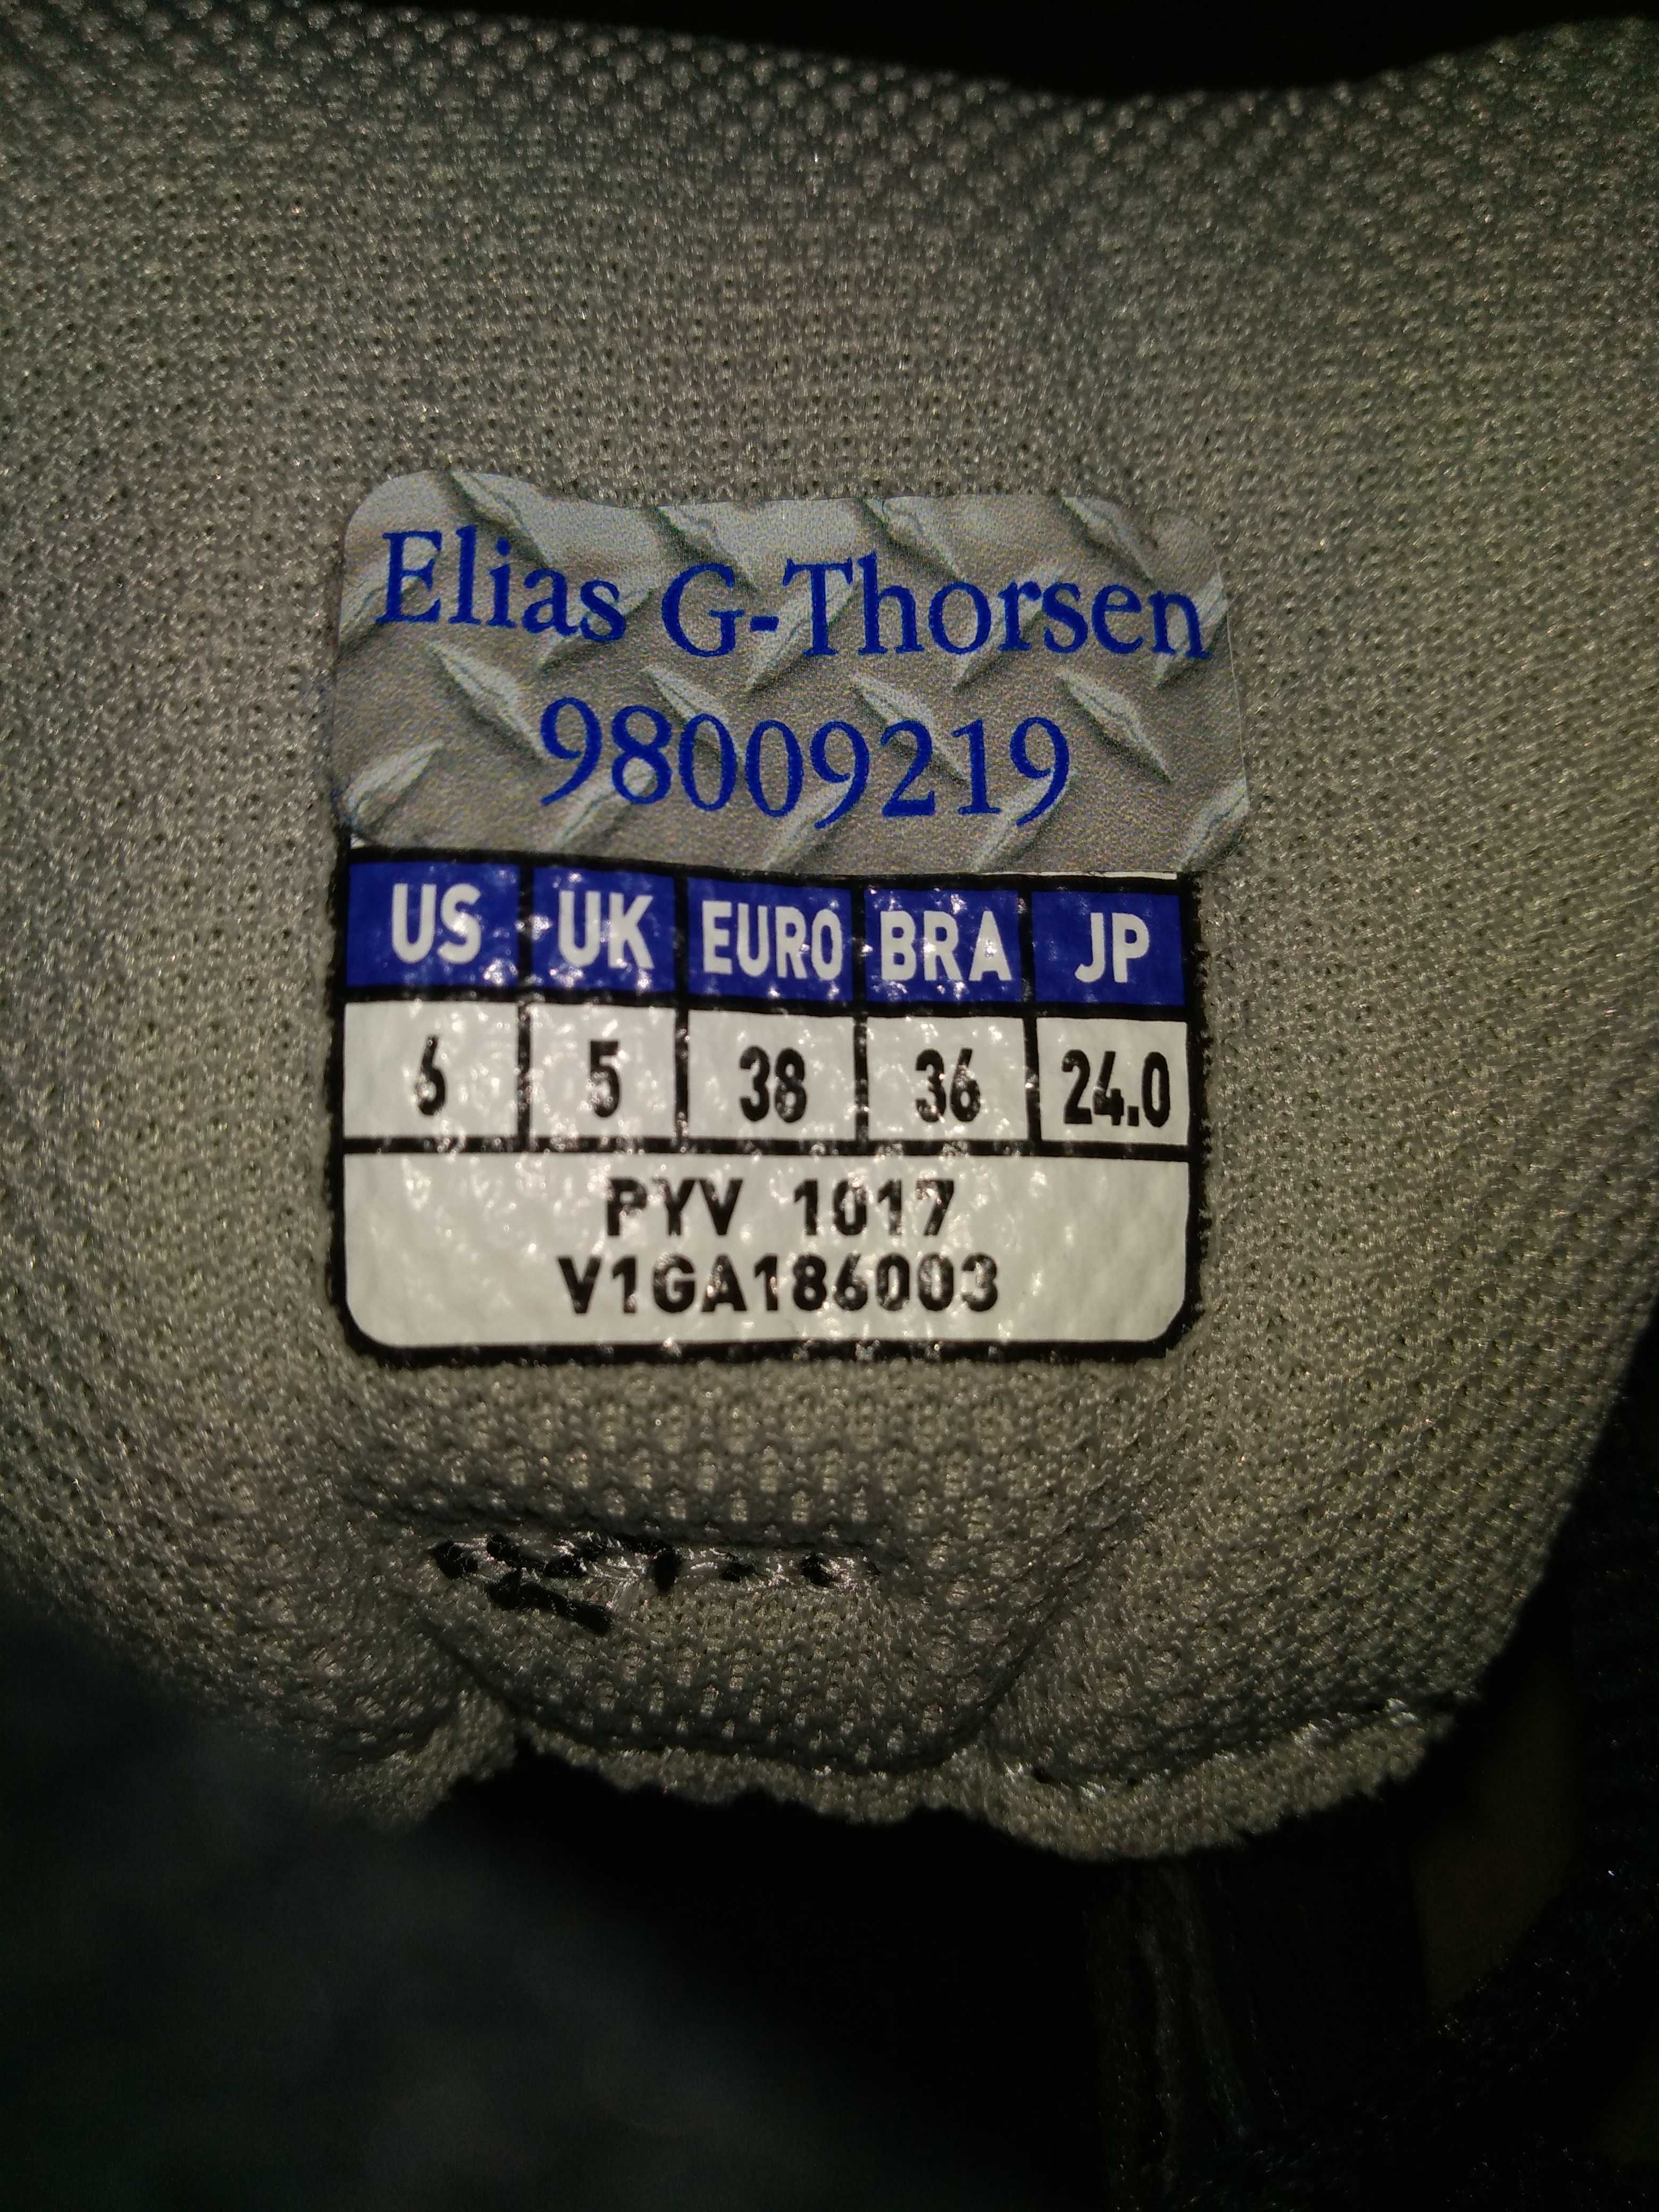 Elias G-Thorsen
98009219
US UK EURO BRA JP
6 5 38 36 24.0
PYV 1017
V1GA186003